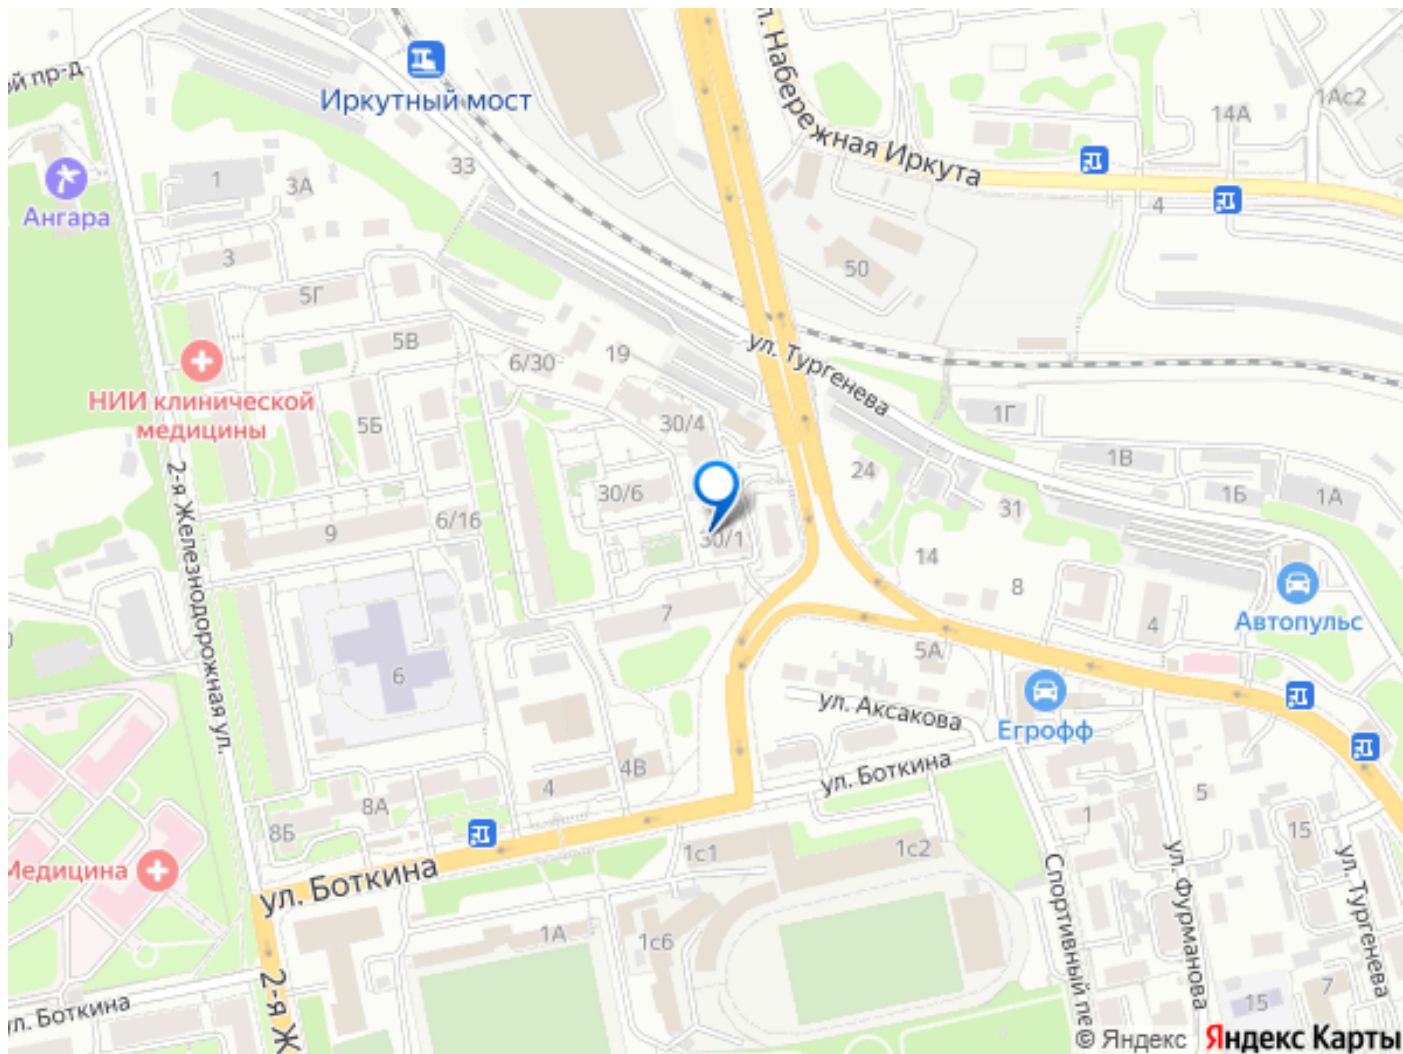 ул. Набережная Иркута
1Ас2
14А
ой пр-д
Иркутный мост
33
1
3А
Ангара
4
3
50
5Г
5В
6/30
19
ул. Тургенева
НИИ клинической
медицины
5Б
30/4
1Г
1В
24
30/6
1Б
1А
31
2-я Железнодорожная ул.
6/16
9
30/1
14
8
7
4
Автопульс
5А
6
ул. Аксакова
Егрофф
4В
4
ул. Боткина
5
8А
1
8Б
15
1с1
1с2
Медицина
ул. Боткина
Спортивный пе
ул. Фурманова
ул. Тургенева
1А
1с6
2-я Ж
7
15
ул. Боткина
© Яндекс Яндекс Карты